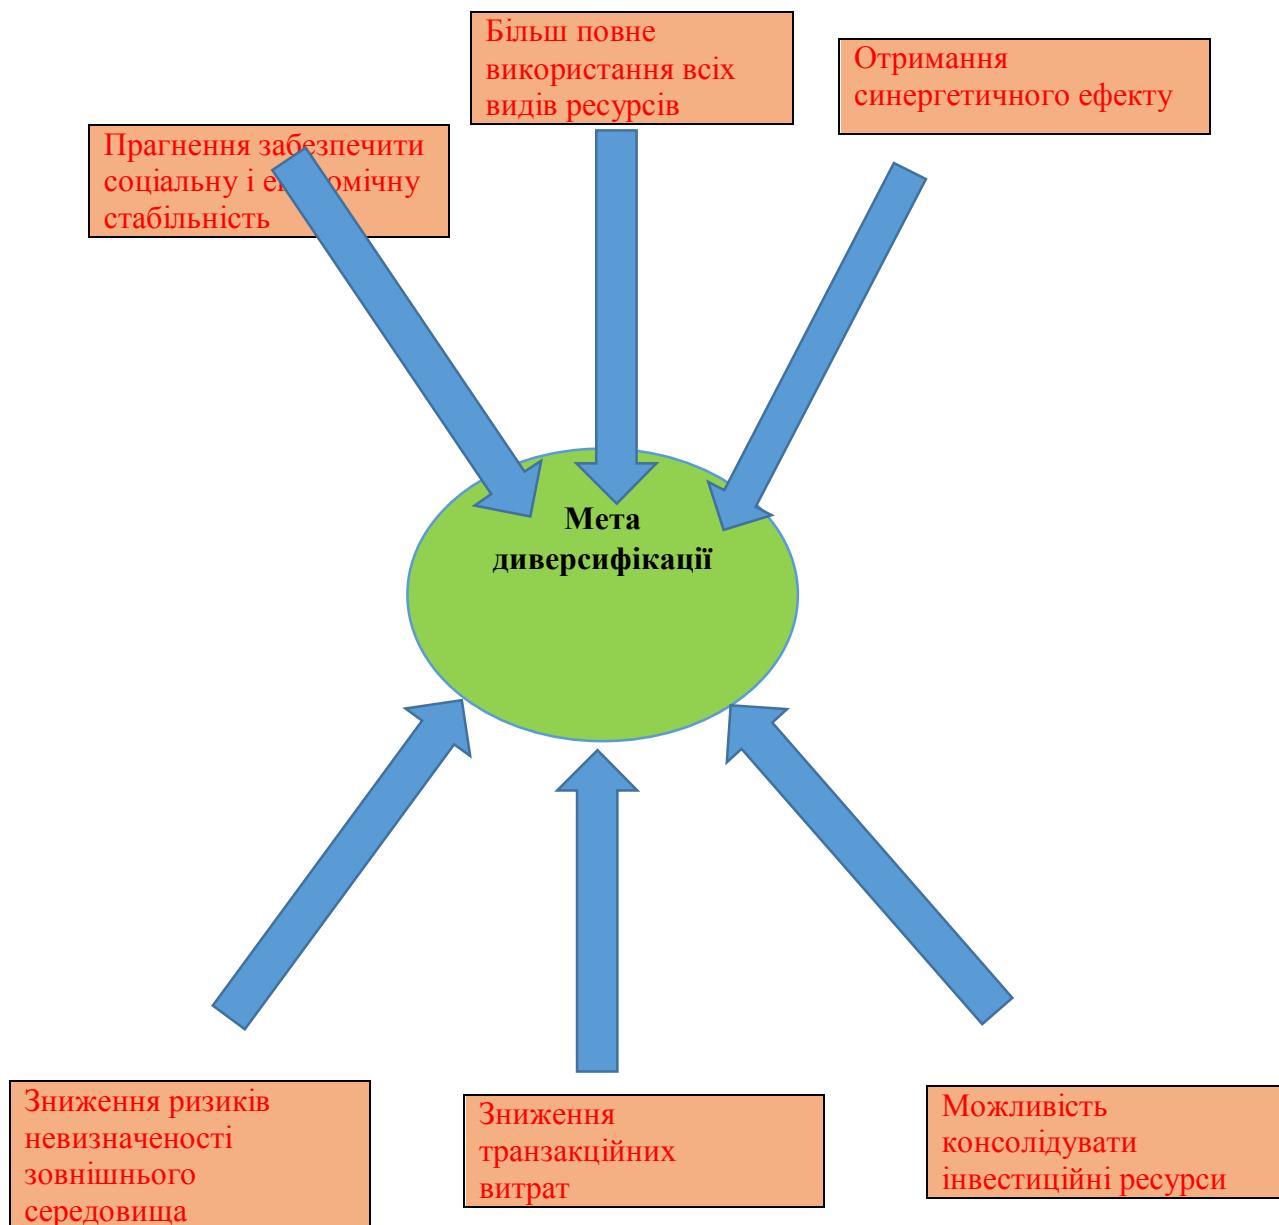 Більш повне
використання всіх
видів ресурсів
Отримання
синергетичного ефекту
Прагнення забезпечити
соціальну і економічну
стабільність
Мета
диверсифікації
Зниження ризиків
невизначеності
зовнішнього
середовища
Зниження
транзакційних
витрат
Можливість
консолідувати
інвестиційні ресурси